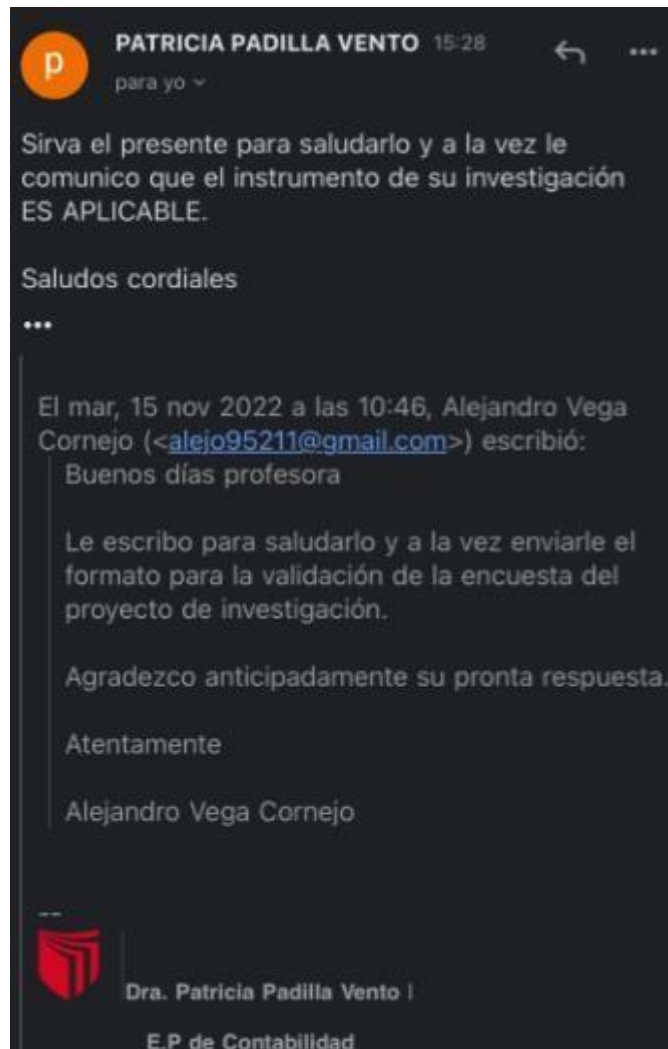 p
PATRICIA PADILLA VENTO 15:28
para yo
Sirva el presente para saludarlo y a la vez le
comunico que el instrumento de su investigación
ES APLICABLE.
Saludos cordiales
El mar, 15 nov 2022 a las 10:46, Alejandro Vega
Cornejo (<alejo95211@gmail.com>) escribió:
Buenos días profesora
Le escribo para saludarlo y a la vez enviarle el
formato para la validación de la encuesta del
proyecto de investigación.
Agradezco anticipadamente su pronta respuesta.
Atentamente
Alejandro Vega Cornejo
--
Dra. Patricia Padilla Vento |
E.P de Contabilidad